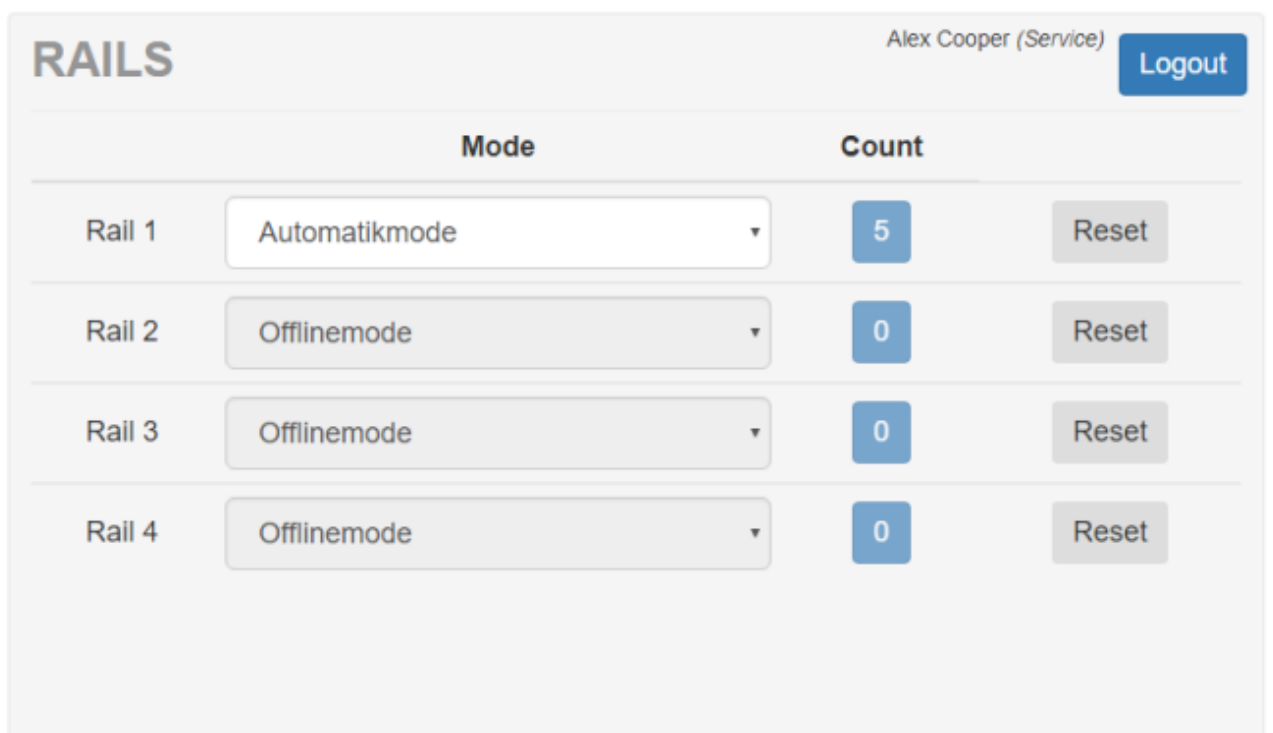 RAILS
Alex Cooper (Service)
Logout
Mode Count
Rail 1 Automatikmode 5 Reset
Rail 2 Offlinemode 0 Reset
Rail 3 Offlinemode 0 Reset
Rail 4 Offlinemode 0 Reset